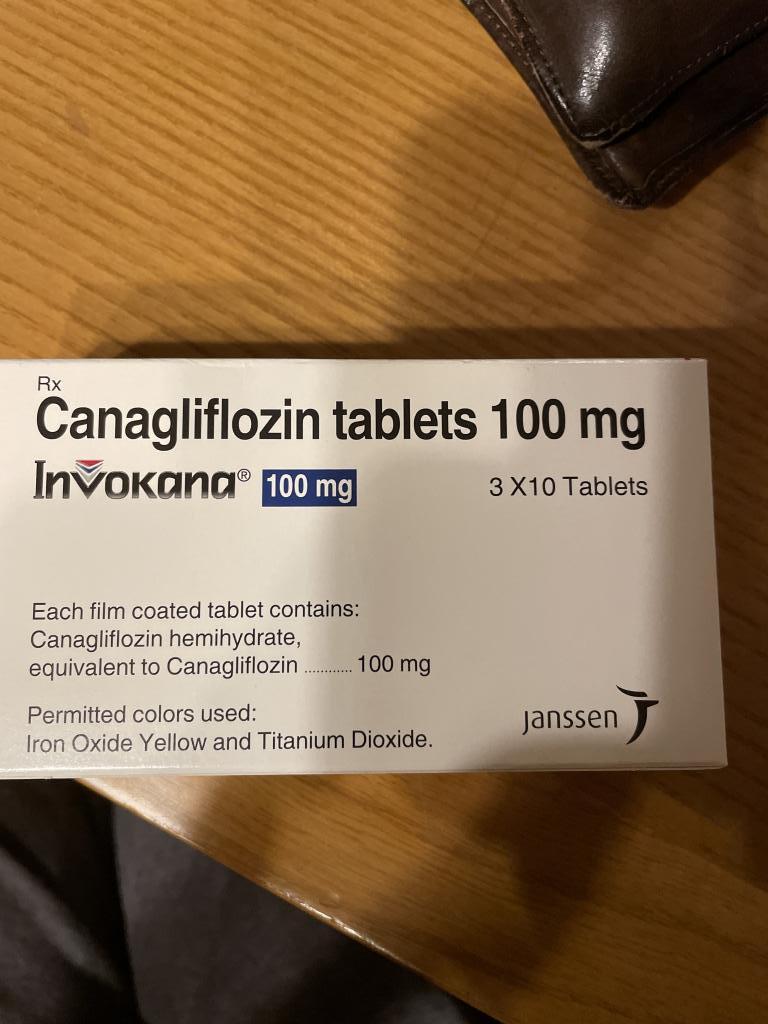 Rx
Canagliflozin tablets 100 mg
Invokana® 100 mg 3 X10 Tablets
Each film coated tablet contains:
Canagliflozin hemihydrate,
equivalent to Canagliflozin ............ 100 mg
Permitted colors used:
Iron Oxide Yellow and Titanium Dioxide.
janssen